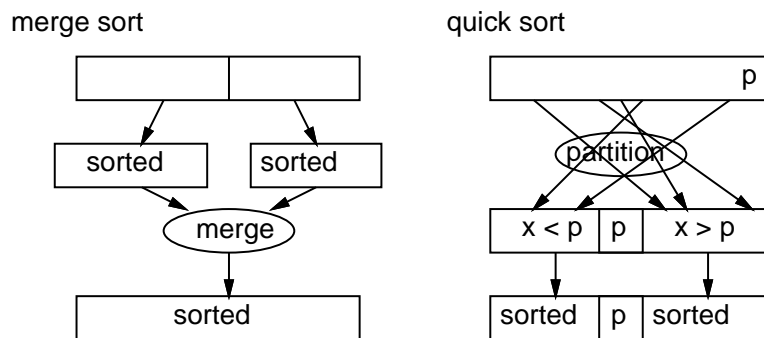 merge sort
quick sort
p
sorted sorted
partition
merge
x < p p x > p
sorted
sorted p sorted